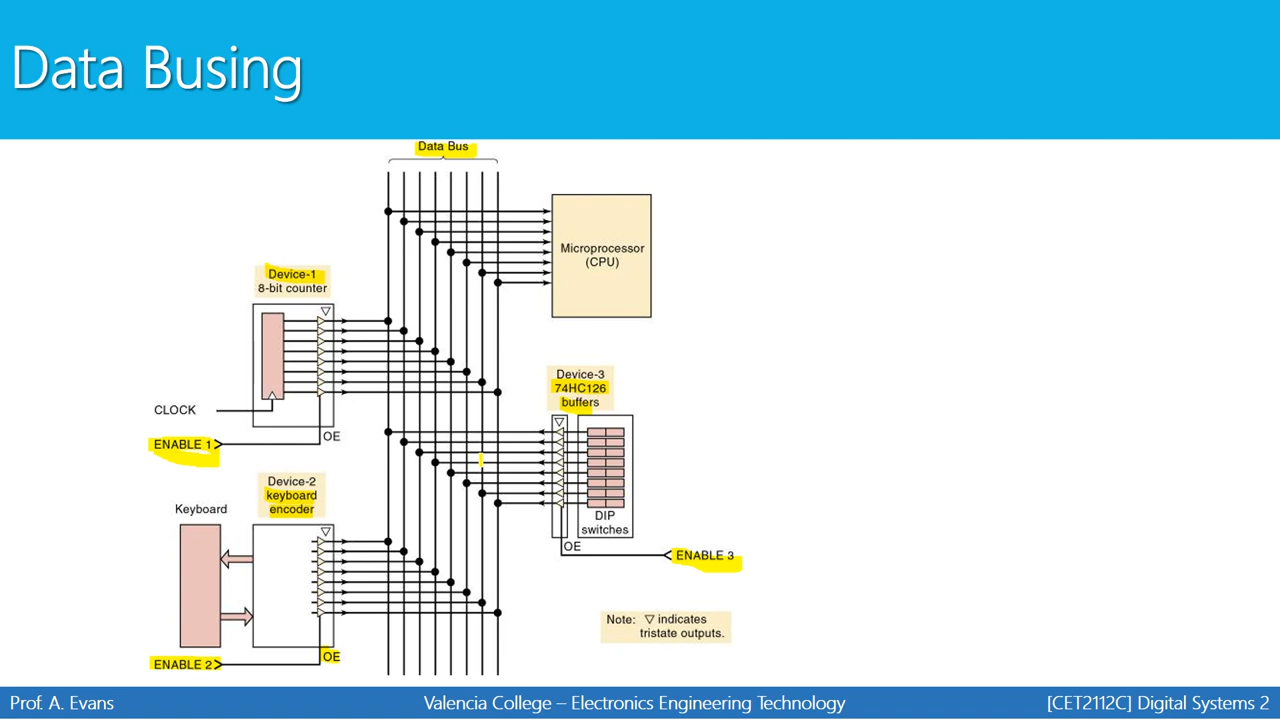 Data Busing
Data Bus
Microprocessor
(CPU)
Device-1
8-bit counter
CLOCK
ENABLE 1
OE
Device-3
74HC126
buffers
DIP
switches
OE
ENABLE 3
Device-2
keyboard
encoder
Keyboard
OE
ENABLE 2
Note: ▽ indicates
tristate outputs.
Prof. A. Evans
Valencia College – Electronics Engineering Technology
[CET2112C] Digital Systems 2